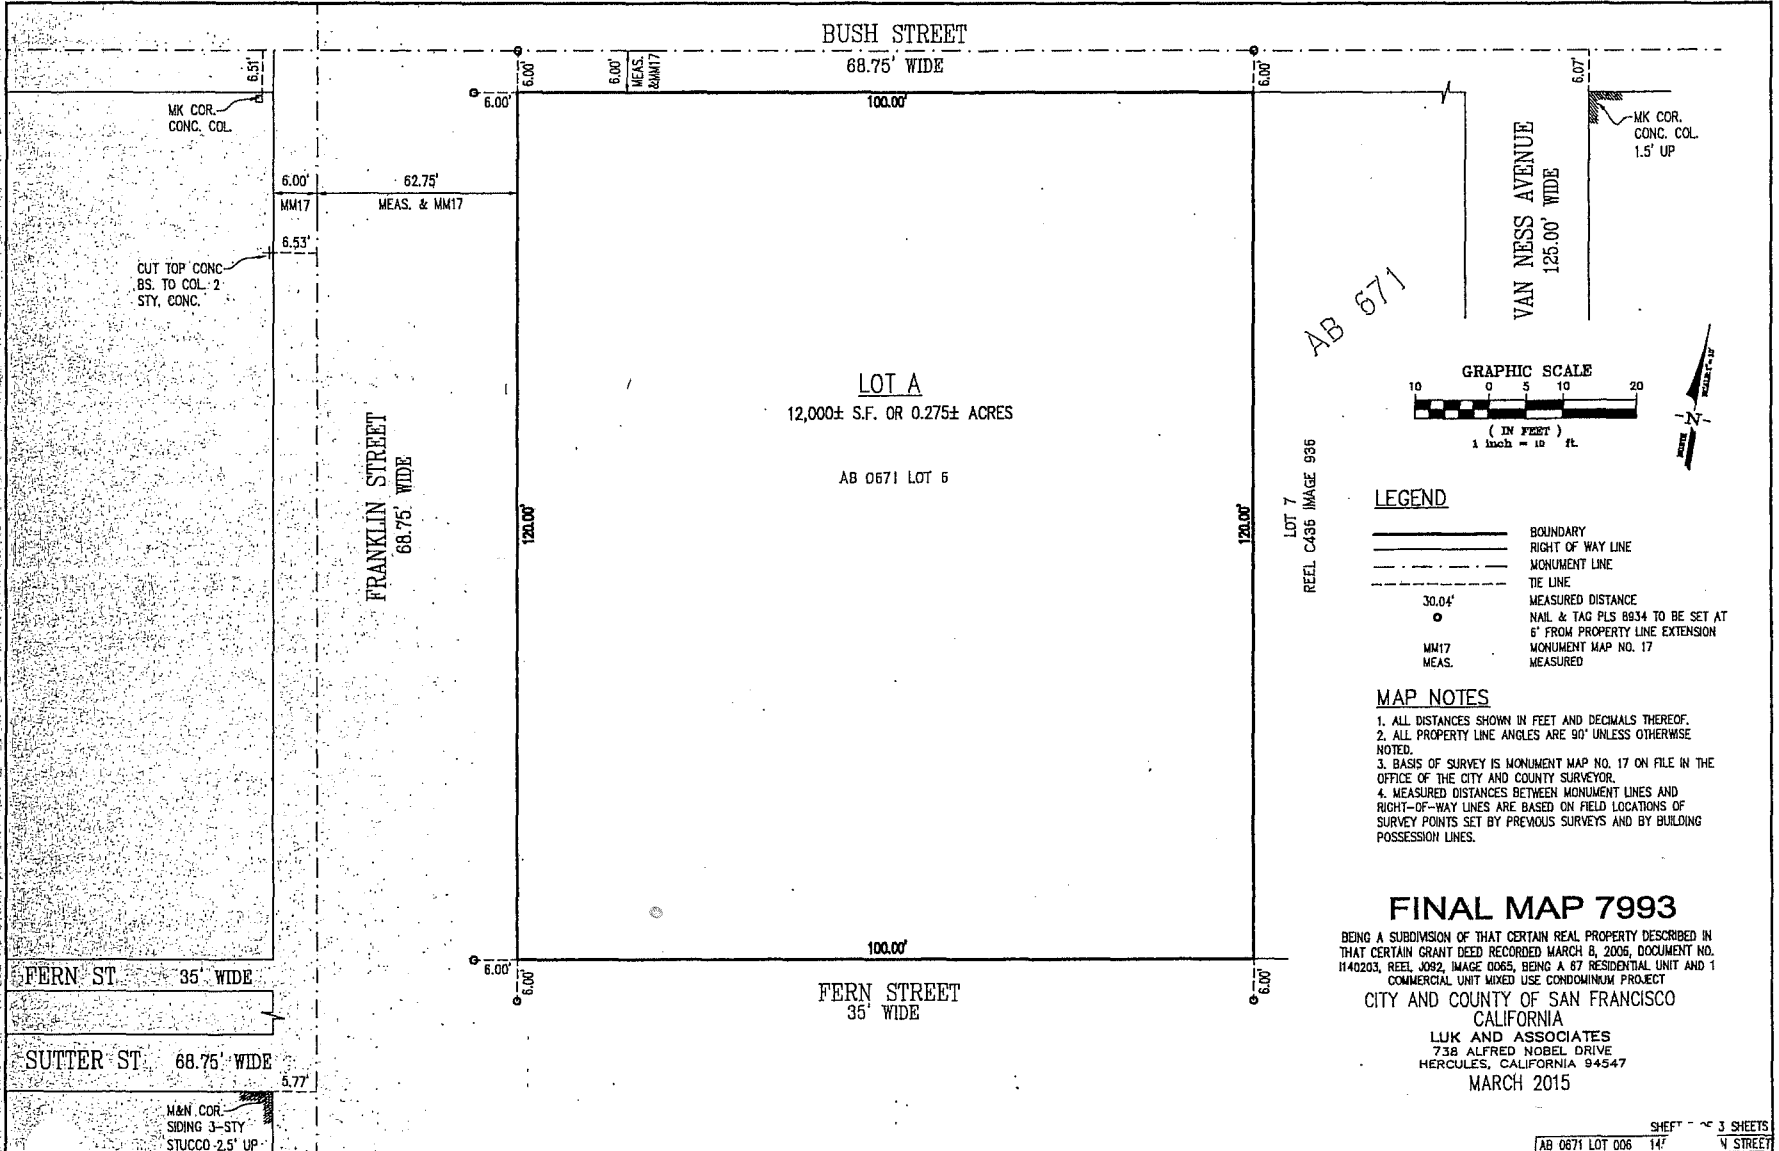 BUSH STREET
68.75' WIDE
6.51'
6.00'
6.00'
MEAS.
&MM17
6.00'
6.07'
6.00'
100.00'
MK COR.
CONC. COL.
MK COR.
CONC. COL.
1.5' UP
VAN NESS AVENUE
125.00' WIDE
6.00'
MM17
62.75'
MEAS. & MM17
6.53'
CUT TOP CONC
BS. TO COL. 2
STY. CONC.
AB 671
LOT A
12,000± S.F. OR 0.275± ACRES
AB 0671 LOT 6
FRANKLIN STREET
68.75' WIDE
120.00'
120.00'
LOT 7
REEL C436 IMAGE 936
GRAPHIC SCALE
10 0 5 10 20
( IN FEET )
1 inch = 10 ft.
N
LEGEND
BOUNDARY
RIGHT OF WAY LINE
MONUMENT LINE
TIE LINE
30.04' MEASURED DISTANCE
NAIL & TAG PLS 8934 TO BE SET AT
6' FROM PROPERTY LINE EXTENSION
MM17 MONUMENT MAP NO. 17
MEAS. MEASURED
MAP NOTES
1. ALL DISTANCES SHOWN IN FEET AND DECIMALS THEREOF.
2. ALL PROPERTY LINE ANGLES ARE 90° UNLESS OTHERWISE
NOTED.
3. BASIS OF SURVEY IS MONUMENT MAP NO. 17 ON FILE IN THE
OFFICE OF THE CITY AND COUNTY SURVEYOR.
4. MEASURED DISTANCES BETWEEN MONUMENT LINES AND
RIGHT-OF-WAY LINES ARE BASED ON FIELD LOCATIONS OF
SURVEY POINTS SET BY PREVIOUS SURVEYS AND BY BUILDING
POSSESSION LINES.
100.00'
6.00'
6.00'
6.00'
FERN STREET
35' WIDE
FERN ST. 35' WIDE
SUTTER ST. 68.75' WIDE
5.77'
M&N COR.
SIDING 3-STY
STUCCO 2.5' UP
FINAL MAP 7993
BEING A SUBDIVISION OF THAT CERTAIN REAL PROPERTY DESCRIBED IN
THAT CERTAIN GRANT DEED RECORDED MARCH 8, 2006, DOCUMENT NO.
I140203, REEL J092, IMAGE 0065, BEING A 67 RESIDENTIAL UNIT AND 1
COMMERCIAL UNIT MIXED USE CONDOMINIUM PROJECT
CITY AND COUNTY OF SAN FRANCISCO
CALIFORNIA
LUK AND ASSOCIATES
738 ALFRED NOBEL DRIVE
HERCULES, CALIFORNIA 94547
MARCH 2015
3 SHEETS
AB 0671 LOT 006 STREET